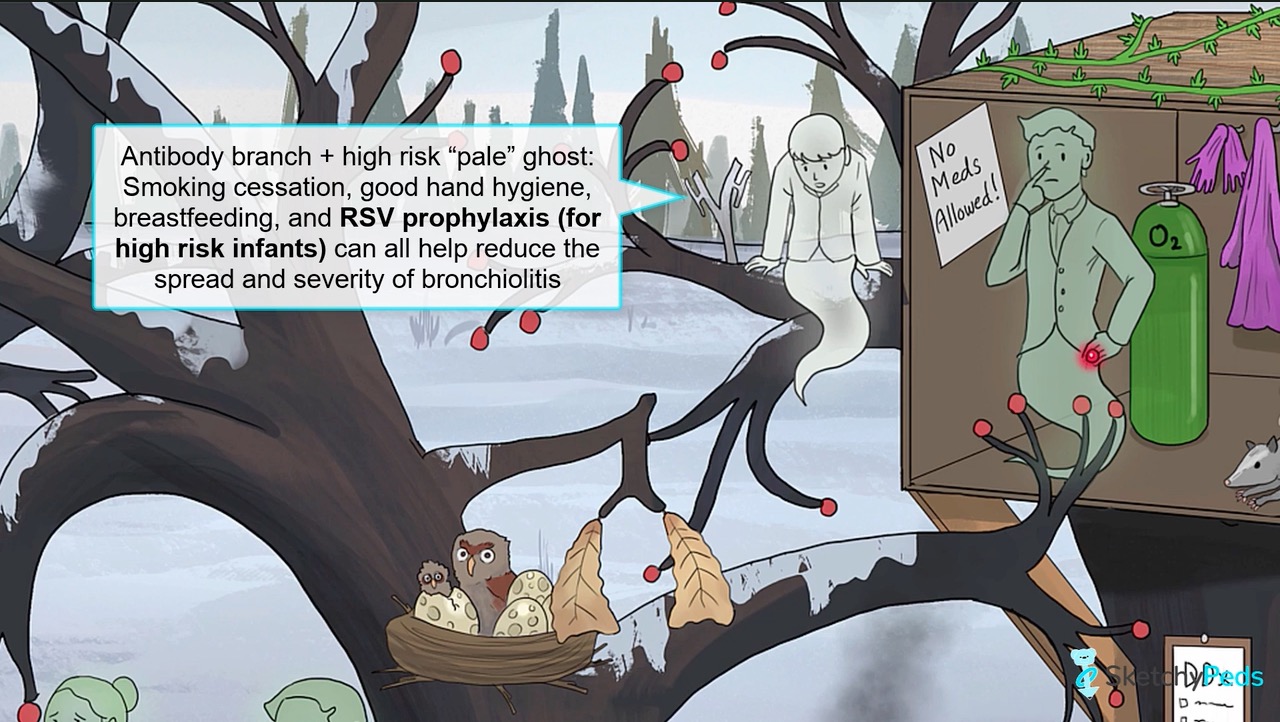 Antibody branch + high risk “pale” ghost:
Smoking cessation, good hand hygiene,
breastfeeding, and RSV prophylaxis (for
high risk infants) can all help reduce the
spread and severity of bronchiolitis
No
Meds
Allowed!
O₂
DDx
SketchyPeds